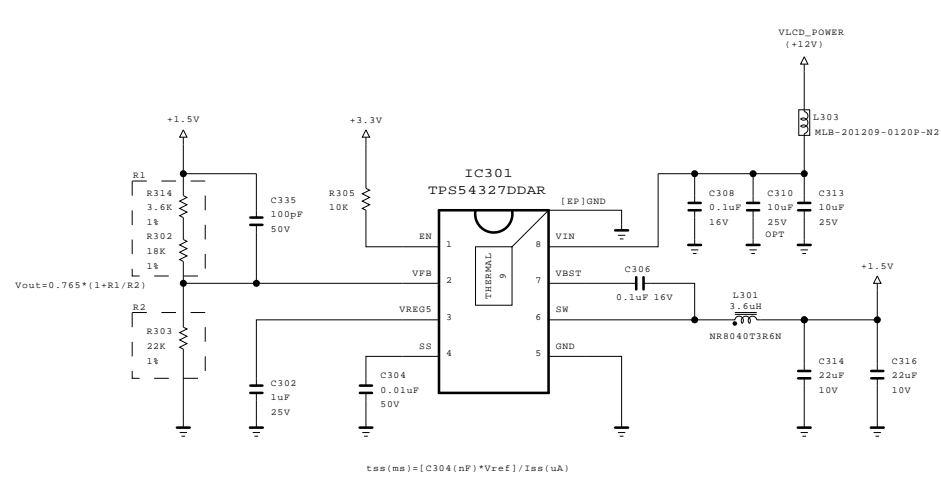 VLCD_POWER
(+12V)
L303
MLB-201209-0120P-N2
+1.5V
+3.3V
R1
R314
3.6K
1%
R302
18K
1%
C335
100pF
50V
R305
10K
IC301
TPS54327DDAR
[EP]GND
C308
0.1uF
16V
C310
10uF
25V
OPT
C313
10uF
25V
EN
1
8
VIN
THERMAL
9
Vout=0.765*(1+R1/R2)
VFB
2
7
VBST
C306
0.1uF 16V
+1.5V
R2
R303
22K
1%
VREG5
3
6
SW
L301
3.6uH
NR8040T3R6N
SS
4
5
GND
C302
1uF
25V
C304
0.01uF
50V
C314
22uF
10V
C316
22uF
10V
tss(ms)=[C304(nF)*Vref]/Iss(uA)